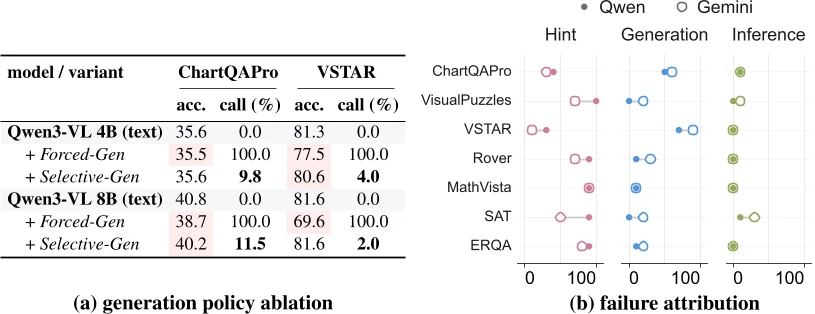 model / variant ChartQAPro VSTAR
acc. call (%) acc. call (%)
Qwen3-VL 4B (text) 35.6 0.0 81.3 0.0
+ Forced-Gen 35.5 100.0 77.5 100.0
+ Selective-Gen 35.6 9.8 80.6 4.0
Qwen3-VL 8B (text) 40.8 0.0 81.6 0.0
+ Forced-Gen 38.7 100.0 69.6 100.0
+ Selective-Gen 40.2 11.5 81.6 2.0
(a) generation policy ablation
Qwen Gemini
Hint Generation Inference
ChartQAPro
VisualPuzzles
VSTAR
Rover
MathVista
SAT
ERQA
0 100 0 100 0 100
(b) failure attribution